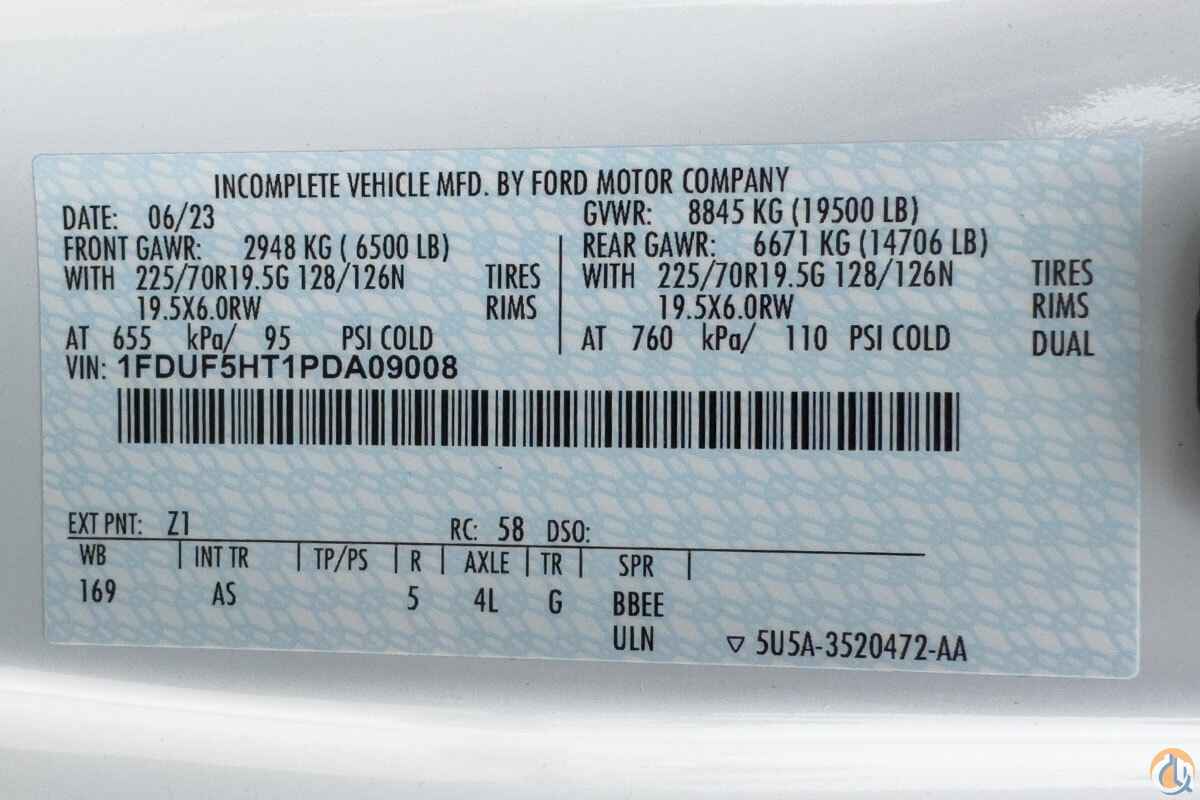 INCOMPLETE VEHICLE MFD. BY FORD MOTOR COMPANY
DATE: 06/23 GVWR: 8845 KG (19500 LB)
FRONT GAWR: 2948 KG ( 6500 LB) REAR GAWR: 6671 KG (14706 LB)
WITH 225/70R19.5G 128/126N TIRES WITH 225/70R19.5G 128/126N TIRES
19.5X6.0RW RIMS 19.5X6.0RW RIMS
AT 655 kPa/ 95 PSI COLD AT 760 kPa/ 110 PSI COLD DUAL
VIN: 1FDUF5HT1PDA09008
EXT PNT: Z1 RC: 58 DSO:
WB INT TR TP/PS R AXLE TR SPR
169 AS 5 4L G BBEE
ULN ▽ 5U5A-3520472-AA